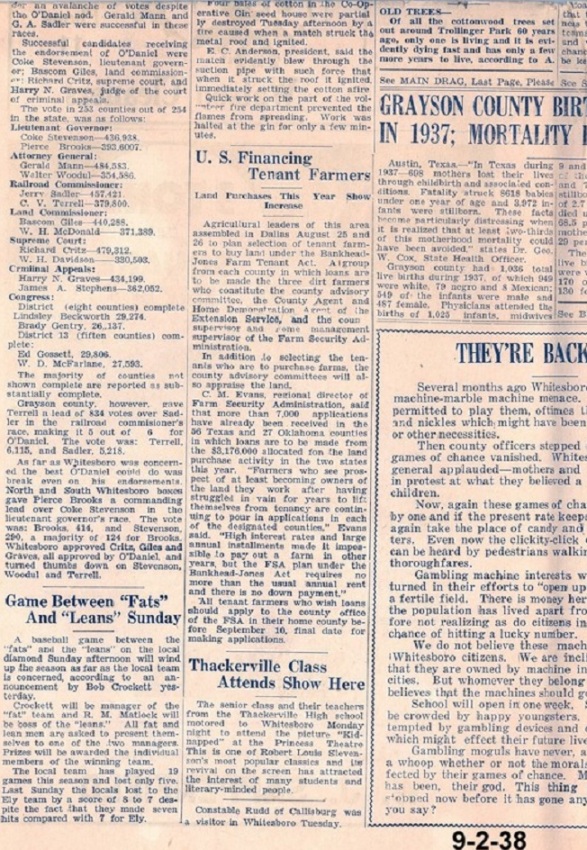 er an avalanche of votes despite
the O'Daniel nod. Gerald Mann and
G. A. Sadler were successful in these
races.
Successful candidates receiving
the endorsement of O'Daniel were
Coke Stevenson, lieutenant govern-
or; Bascom Giles, land commission-
er; Richard Critz, supreme court, and
Harry N. Graves, judge of the court
of criminal appeals.
The vote in 253 counties out of 254
in the state, was as follows:
Lieutenant Governor:
Coke Stevenson—436,938.
Pierce Brooks—393,6007.
Attorney General:
Gerald Mann—484,583.
Walter Woodul—354,386.
Railroad Commissioner:
Jerry Sadler—457,421.
C. V. Terrell—379,800.
Land Commissioner:
Bascom Giles—440,288.
W. H. McDonald—371,389.
Supreme Court:
Richard Critz—479,312.
W. H. Davidson—330,503.
Crminal Appeals:
Harry N. Graves—434,199.
James A. Stephens—362,052.
Congress:
District (eight counties) complete
Lindsley Beckworth 29,274.
Brady Gentry, 26,137.
District 13 (fifteen counties) com-
plete:
Ed Gossett, 29,806.
W. D. McFarlane, 27,593.
The majority of counties not
shown complete are reported as sub-
stantially complete.
Grayson county, however, gave
Terrell a lead of 834 votes over Sad-
ler in the railroad commissioner's
race, making it 5 out of 6 for
O'Daniel. The vote was: Terrell,
6,115, and Sadler, 5,218.
As far as Whitesboro was concern-
ed the best O'Daniel could do was
break even on his endorsements.
North and South Whitesboro boxes
gave Pierce Brooks a commanding
lead over Coke Stevenson in the
lieutenant governor's race. The vote
was: Brooks, 414, and Stevenson,
290, a majority of 124 for Brooks.
Whitesboro approved Critz, Giles and
Graves, all approved by O'Daniel, and
turned thumbs down on Stevenson,
Woodul and Terrell.
Game Between "Fats"
And "Leans" Sunday
A baseball game between the
"fats" and the "leans" on the local
diamond Sunday afternoon will wind
up the season as far as the local team
is concerned, according to an an-
nouncement by Bob Crockett yes-
terday.
Crockett will be manager of the
"fat" team and R. M. Matlock will
be boss of the "leans." All fat and
lean men are asked to present them-
selves to one of the two managers.
Prizes will be awarded the individual
members of the winning team.
The local team has played 19
games this season and lost only five.
Last Sunday the locals lost to the
Ely team by a score of 8 to 7 des-
pite the fact that they made seven
hits compared with 7 for Ely.
Four bales of cotton in the Co-Op-
erative Gin seed house were partial
ly destroyed Tuesday afternoon by a
fire caused when a match struck the
metal roof and ignited.
R. C. Anderson, president, said the
match evidently blew through the
suction pipe with such force that
when it struck the roof it ignited,
immediately setting the cotton afire
Quick work on the part of the vol-
unteer fire department prevented the
flames from spreading. Work was
halted at the gin for only a few min-
utes.
U. S. Financing
Tenant Farmers
Land Purchases This Year Show
Increase
Agricultural leaders of this area
assembled in Dallas August 25 and
26 to plan selection of tenant farm-
ers to buy land under the Bankhead-
Jones Farm Tenant Act. A group
from each county in which loans are
to be made the three dirt farmers
who constitute the county advisory
committee, the County Agent and
Home Demonstration Agent of the
Extension Service, and the coun
supervisor and home management
supervisor of the Farm Security Ad-
ministration.
In addition to selecting the ten-
ants who are to purchase farms, the
county advisory committees will al-
so appraise the land.
C. M. Evans, regional director of
Farm Security Administration, said
that more than 7,000 applications
have already been received in the
56 Texas and 27 Oklahoma counties
in which loans are to be made from
the $3,176,000 allocated for the land
purchase activity in the two states
this year. "Farmers who see pros-
pect of at least becoming owners of
the land they work after having
struggled in vain for years to lift
themselves from tenancy are contin-
uing to pour in applications in each
of the designated counties," Evans
said. "High interest rates and large
annual installments made it impos-
sible to pay out a farm in other
years, but the FSA plan under the
Bankhead-Jones Act requires no
more than the usual annual rent
and there is no down payment."
All tenant farmers who wish loans
should apply to the county office
of the FSA in their home county be-
fore September 10, final date for
making applications.
Thackerville Class
Attends Show Here
The senior class and their teachers
from the Thackerville High school
motored to Whitesboro Monday
night to attend the picture "Kid-
napped" at the Princess Theatre
This is one of Robert Louis Steven-
son's most popular classics and its
revival on the screen has attracted
the interest of many students and
literary-minded people.
Constable Rudd of Callisburg was
a visitor in Whitesboro Tuesday.
OLD TREES—
Of all the cottonwood trees set
out around Trollinger Park 60 years
ago, only one is living and it is evi-
dently dying fast and has only a few
more years to live, according to A.
See MAIN DRAG, Last Page, Please
GRAYSON COUNTY BIRT
IN 1937; MORTALITY
Austin, Texas.—"In Texas during
1937—698 mothers lost their lives
through childbirth and associated con-
ditions. Fatality struck 8618 babies
under one year of age and 3,972 in-
fants were stilborn. These facts
become particularly distressing when
it is realized that at least two-thirds
of this motherhood mortality could
have been avoided," states Dr. Geo.
W. Cox, State Health Officer.
Grayson county had 1,036 total
live births during 1937, of which 949
were white, 79 negro and 8 Mexican;
549 of the infants were male and
487 female. Physicians attended the
births of 1,025 infants, midwives
THEY'RE BACK
Several months ago Whitesboro
machine-marble machine menace.
permitted to play them, oftimes t
and nickles which might have been
or other necessities.
Then county officers stepped
games of chance vanished. Whites
general applauded—mothers and
in protest at what they believed a
children.
Now, again these games of cha
by one and if the present rate keeps
again take the place of candy and
ters. Even now the clickity-click
can be heard by pedestrians walkin
thoroughfares.
Gambling machine interests w
turned in their efforts to "open up
a fertile field. There is money her
the population has lived apart fro
fore not realizing as do citizens in
chance of hitting a lucky number.
We do not believe these mach
Whitesboro citizens. We are incli
that they are owned by machine in
cities. But whomever they belong
believes that the machines should g
School will open in one week.
be crowded by happy youngsters,
tempted by gambling devices and
which might effect their future live
Gambling moguls have never, a
a whoop whether or not the morals
fected by their games of chance. M
has been, their god. This thing
stopped now before it has gone any
you say?
9-2-38